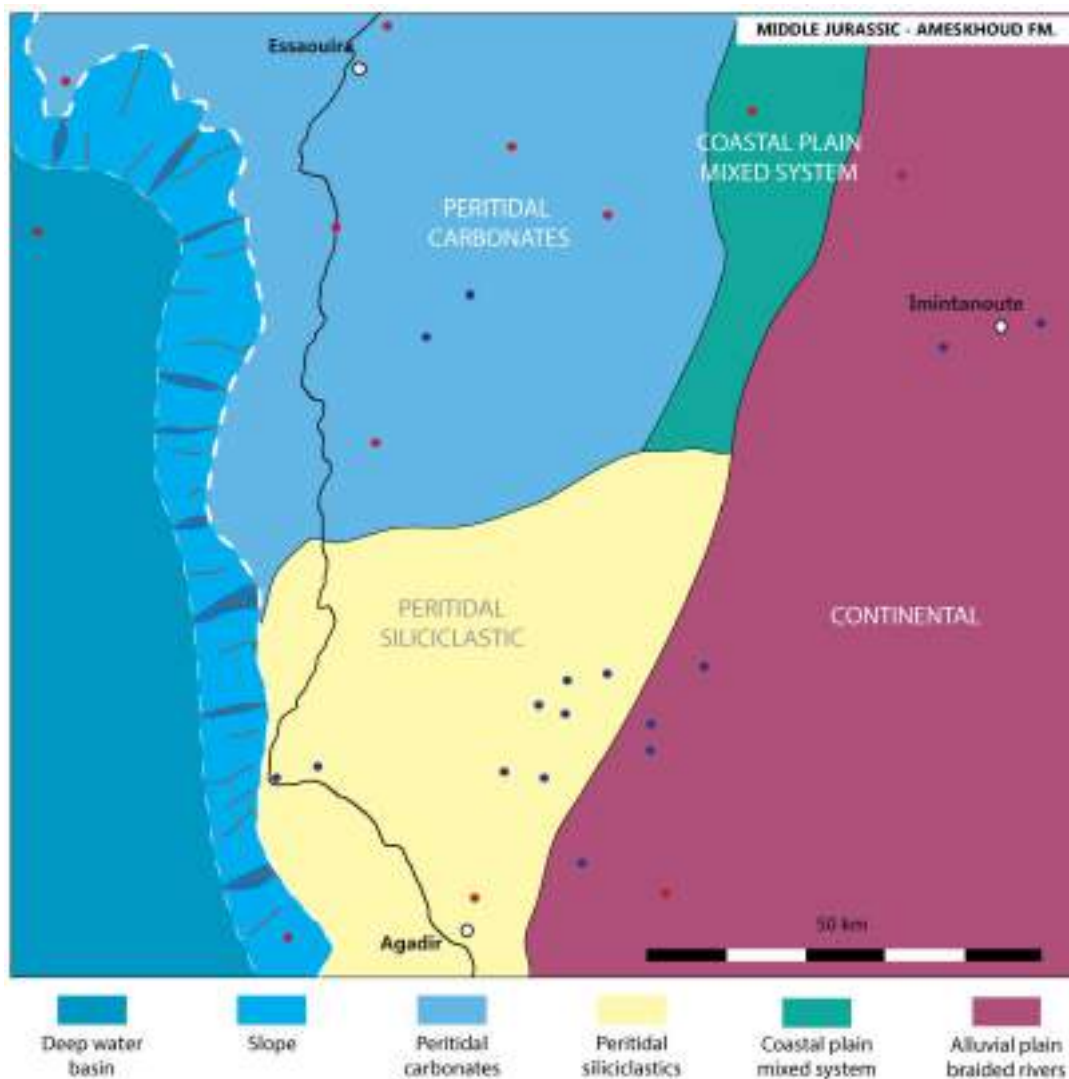 MIDDLE JURASSIC - AMESKHOUD FM.
Essaouira
COASTAL PLAIN
MIXED SYSTEM
PERITIDAL
CARBONATES
Imintanoute
PERITIDAL
SILICICLASTIC
CONTINENTAL
50 km
Agadir
Deep water
basin
Slope
Peritidal
carbonates
Peritidal
siliciclastics
Coastal plain
mixed system
Alluvial plain
braided rivers